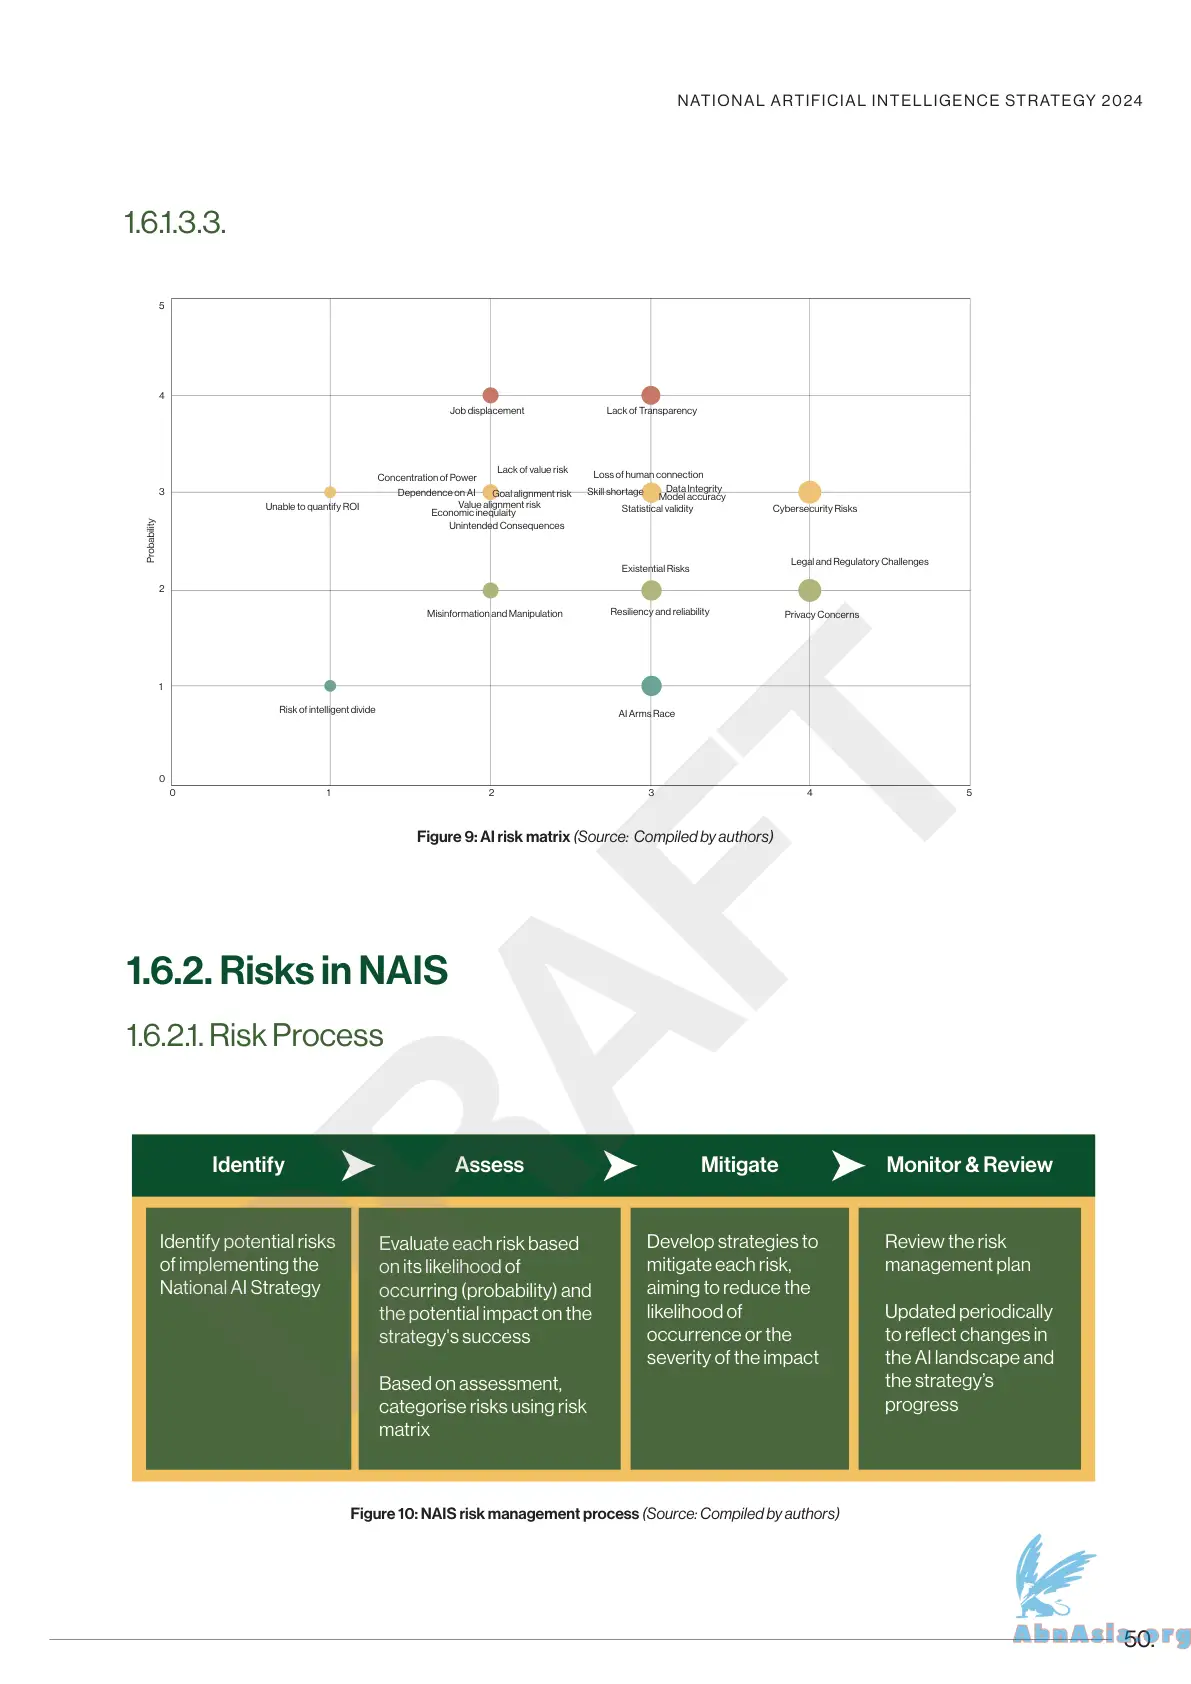 NATIONAL ARTIFICIAL INTELLIGENCE STRATEGY 2024
1.6.1.3.3.
5
4
Job displacement
Lack of Transparency
Lack of value risk
Concentration of Power
Loss of human connection
3
Dependence on AI
Goal alignment risk
Skill shortage
Data Integrity
Model accuracy
Unable to quantify ROI
Value alignment risk
Statistical validity
Cybersecurity Risks
Economic inequlaity
Unintended Consequences
Probability
Existential Risks
Legal and Regulatory Challenges
2
Misinformation and Manipulation
Resiliency and reliability
Privacy Concerns
1
Risk of intelligent divide
AI Arms Race
0
0 1 2 3 4 5
Figure 9: AI risk matrix (Source: Compiled by authors)
1.6.2. Risks in NAIS
1.6.2.1. Risk Process
Identify
Assess
Mitigate
Monitor & Review
Identify potential risks
of implementing the
National AI Strategy
Evaluate each risk based
on its likelihood of
occurring (probability) and
the potential impact on the
strategy's success
Based on assessment,
categorise risks using risk
matrix
Develop strategies to
mitigate each risk,
aiming to reduce the
likelihood of
occurrence or the
severity of the impact
Review the risk
management plan
Updated periodically
to reflect changes in
the AI landscape and
the strategy's
progress
Figure 10: NAIS risk management process (Source: Compiled by authors)
DRAFT
AbnAsia.org
50.